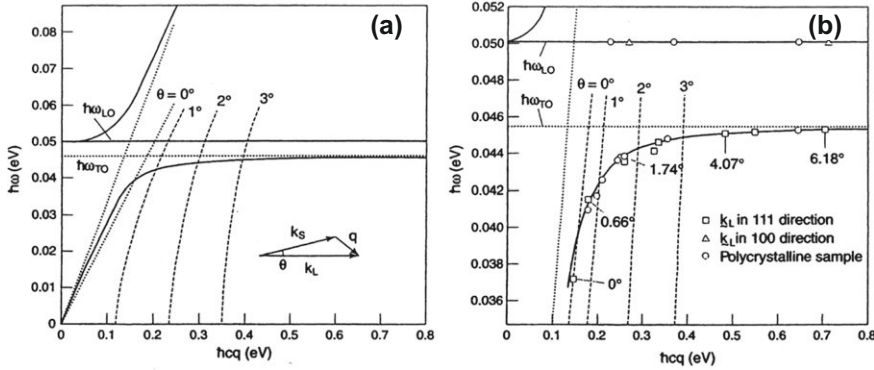 (a)
0.08
0.07
0.06
0.05
0.04
0.03
0.02
0.01
0.00
ħω (eV)
ħω_LO
ħω_TO
θ = 0°
1°
2°
3°
k_S
q
θ
k_L
0
0.1
0.2
0.3
0.4
0.5
0.6
0.7
0.8
ħcq (eV)
(b)
0.052
0.050
0.048
0.046
0.044
0.042
0.040
0.038
0.036
ħω (eV)
ħω_LO
ħω_TO
θ = 0°
1°
2°
3°
1.74°
4.07°
6.18°
0.66°
0°
□ k_L in 111 direction
△ k_L in 100 direction
○ Polycrystalline sample
0
0.1
0.2
0.3
0.4
0.5
0.6
0.7
0.8
ħcq (eV)